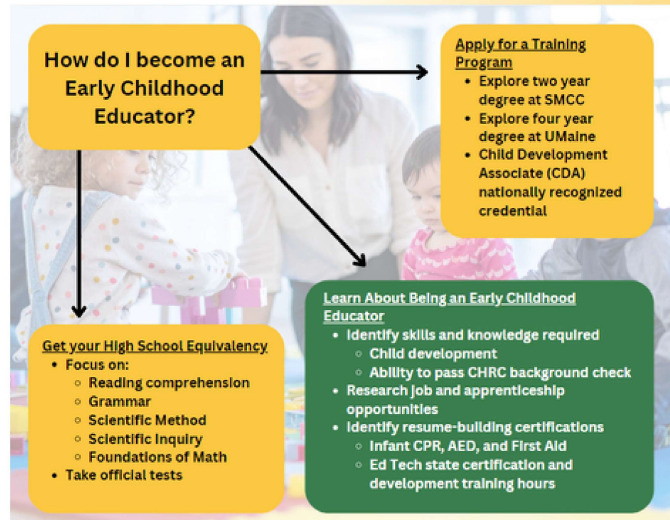 How do I become an
Early Childhood
Educator?
Apply for a Training
Program
• Explore two year
degree at SMCC
• Explore four year
degree at UMaine
• Child Development
Associate (CDA)
nationally recognized
credential
Get your High School Equivalency
• Focus on:
◦ Reading comprehension
◦ Grammar
◦ Scientific Method
◦ Scientific Inquiry
◦ Foundations of Math
• Take official tests
Learn About Being an Early Childhood
Educator
• Identify skills and knowledge required
◦ Child development
◦ Ability to pass CHRC background check
• Research job and apprenticeship
opportunities
• Identify resume-building certifications
◦ Infant CPR, AED, and First Aid
◦ Ed Tech state certification and
development training hours